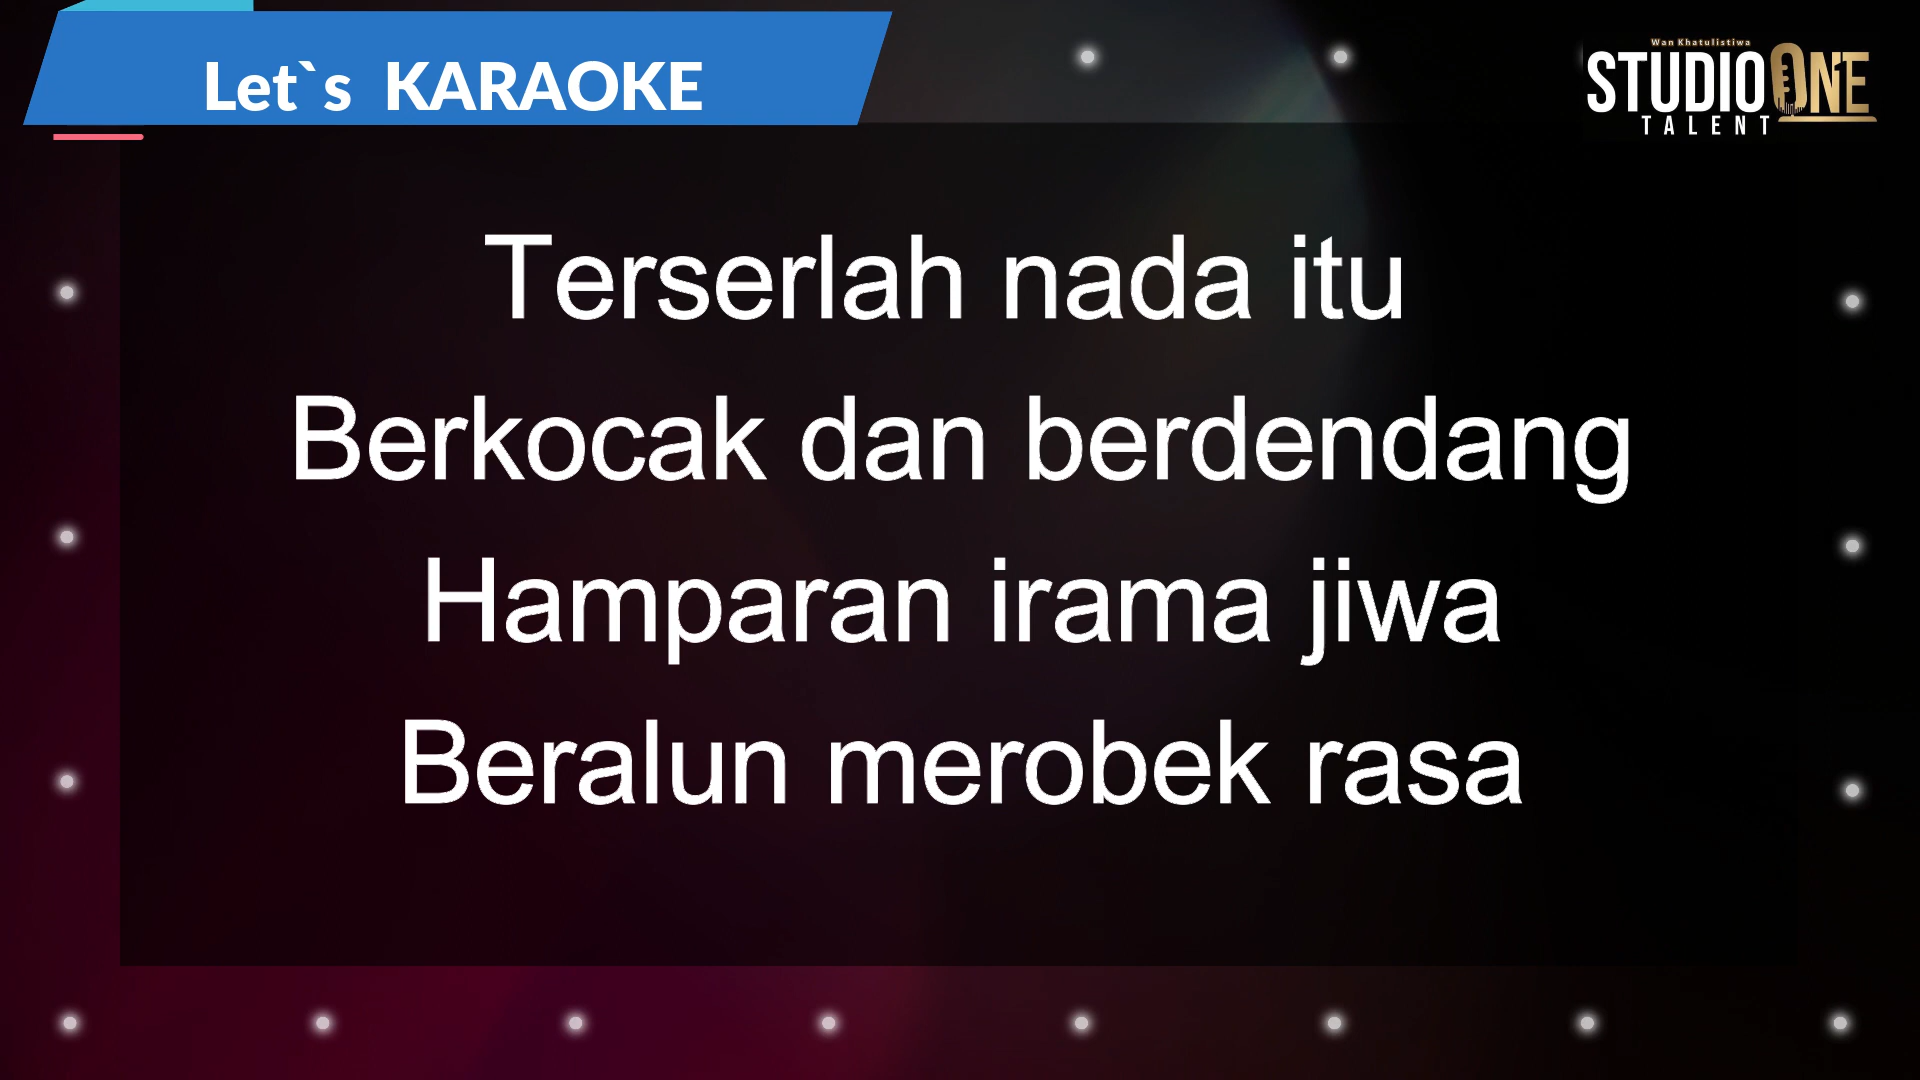 Let`s KARAOKE
Wan Khatulistiwa
STUDIO ONE
TALENT
Terserlah nada itu
Berkocak dan berdendang
Hamparan irama jiwa
Beralun merobek rasa